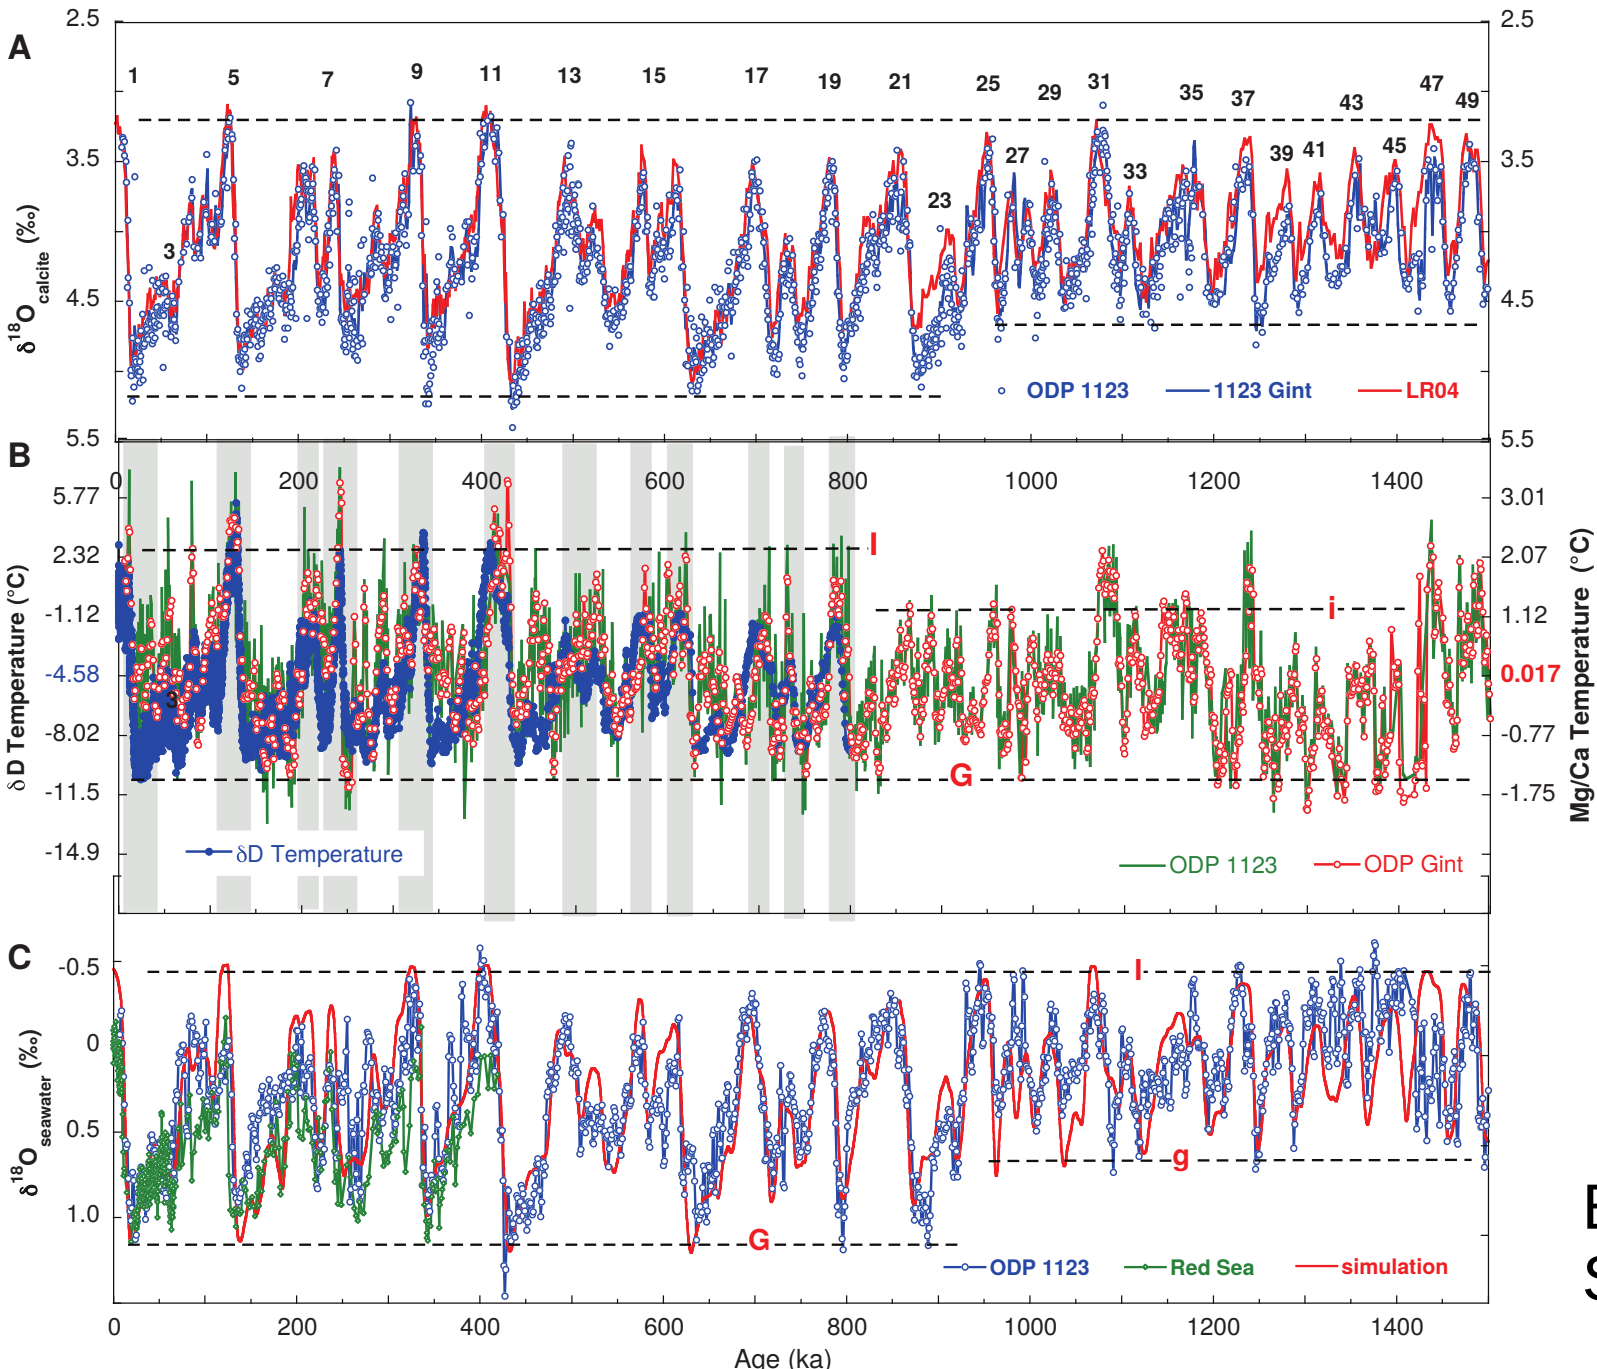 2.5
2.5
A
1
5
7
9
11
13
15
17
19
21
25
29
31
35
37
43
47
49
3
23
27
33
39
41
45
3.5
3.5
4.5
4.5
5.5
5.5
δ18Ocalcite (‰)
ODP 1123
1123 Gint
LR04
B
0
200
400
600
800
1000
1200
1400
5.77
2.32
-1.12
-4.58
-8.02
-11.5
-14.9
3.01
2.07
1.12
0.017
-0.77
-1.75
δD Temperature (°C)
Mg/Ca Temperature (°C)
3
I
i
G
δD Temperature
ODP 1123
ODP Gint
C
-0.5
0
0.5
1.0
δ18Oseawater (‰)
I
g
G
ODP 1123
Red Sea
simulation
0
200
400
600
800
1000
1200
1400
Age (ka)